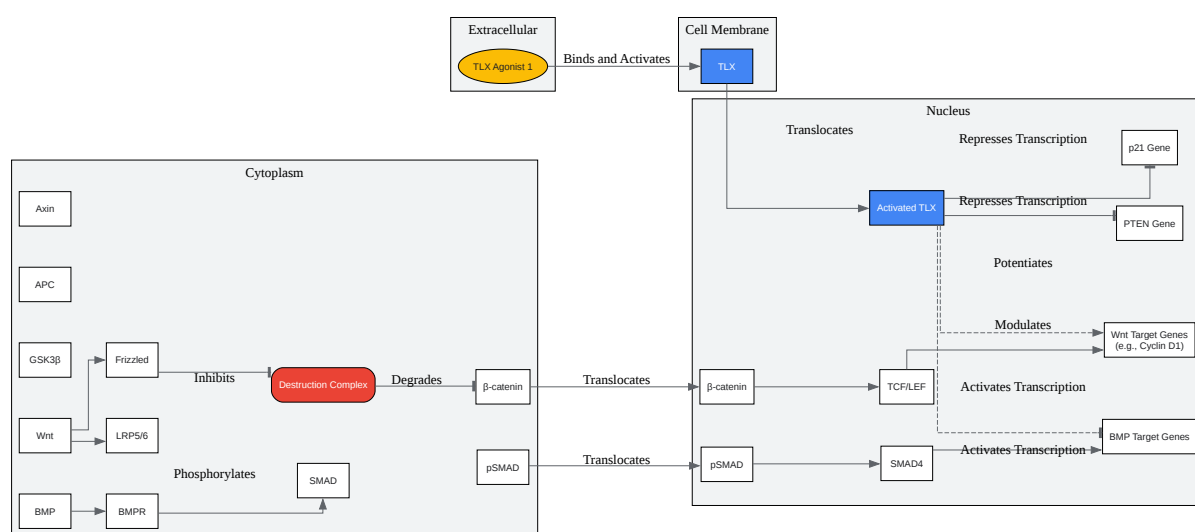 Extracellular
Cell Membrane
TLX Agonist 1
Binds and Activates
TLX
Nucleus
Translocates
Represses Transcription
p21 Gene
Cytoplasm
Axin
Activated TLX
Represses Transcription
PTEN Gene
APC
Potentiates
Modulates
Wnt Target Genes
(e.g., Cyclin D1)
GSK3β
Frizzled
Inhibits
Destruction Complex
Degrades
β-catenin
Translocates
β-catenin
TCF/LEF
Activates Transcription
Wnt
LRP5/6
BMP Target Genes
Activates Transcription
Phosphorylates
SMAD
pSMAD
Translocates
pSMAD
SMAD4
BMP
BMPR